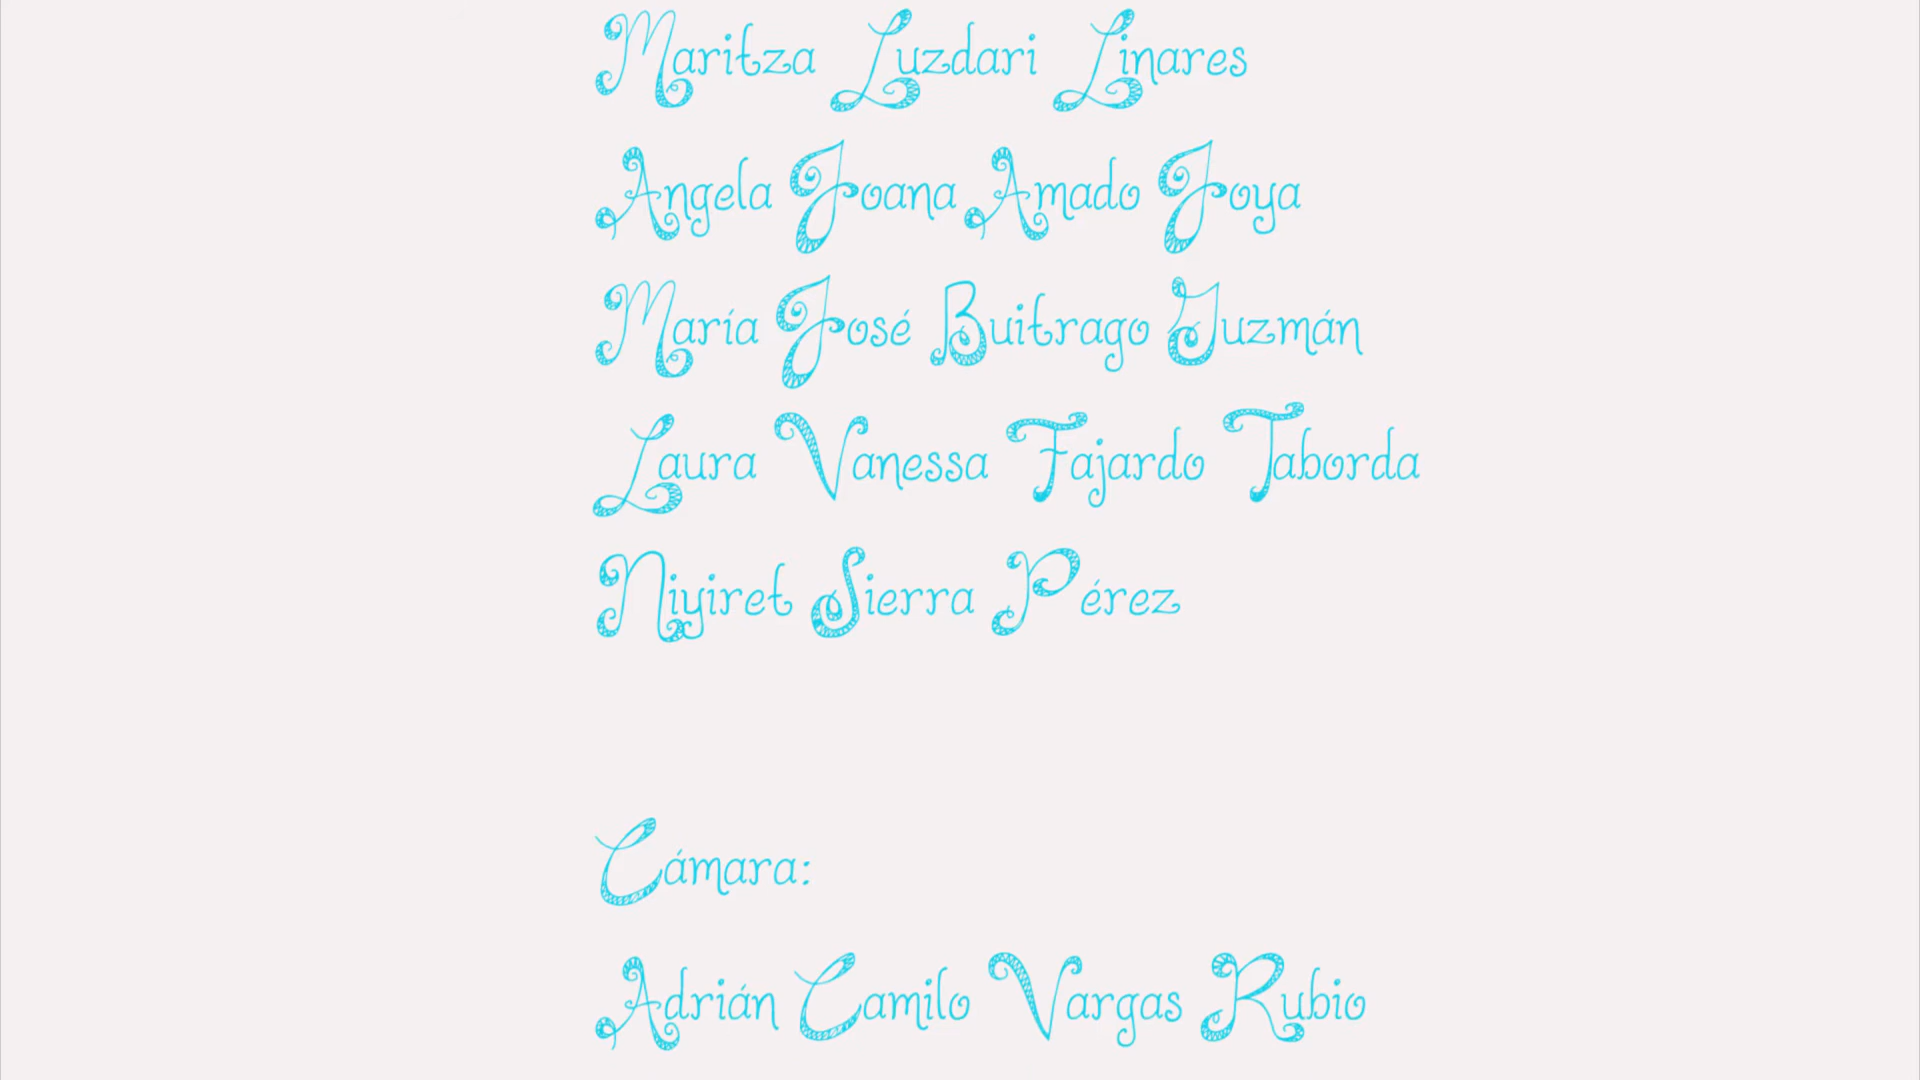 Maritza Luzdari Linares
Angela Joana Amado Joya
María José Buitrago Guzmán
Laura Vanessa Fajardo Taborda
Niyiret Sierra Pérez
Cámara:
Adrián Camilo Vargas Rubio